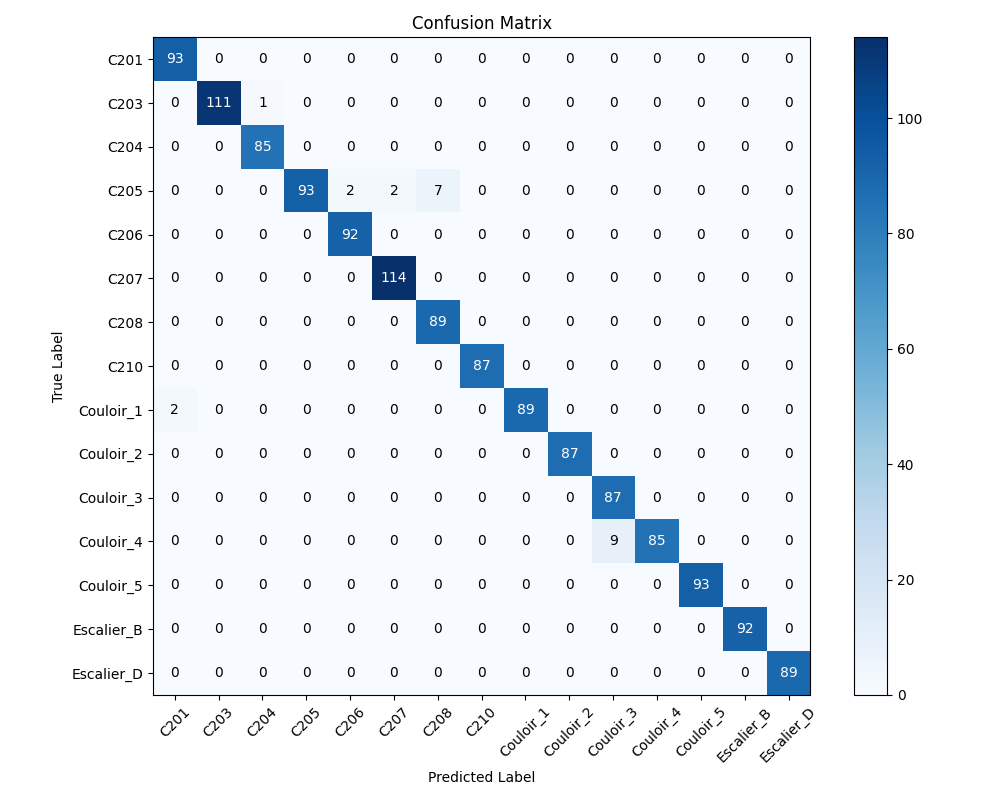 Confusion Matrix
True Label
C201 93 0 0 0 0 0 0 0 0 0 0 0 0 0 0
C203 0 111 1 0 0 0 0 0 0 0 0 0 0 0 0
C204 0 0 85 0 0 0 0 0 0 0 0 0 0 0 0
C205 0 0 0 93 2 2 7 0 0 0 0 0 0 0 0
C206 0 0 0 0 92 0 0 0 0 0 0 0 0 0 0
C207 0 0 0 0 0 114 0 0 0 0 0 0 0 0 0
C208 0 0 0 0 0 0 89 0 0 0 0 0 0 0 0
C210 0 0 0 0 0 0 0 87 0 0 0 0 0 0 0
Couloir_1 2 0 0 0 0 0 0 0 89 0 0 0 0 0 0
Couloir_2 0 0 0 0 0 0 0 0 0 87 0 0 0 0 0
Couloir_3 0 0 0 0 0 0 0 0 0 0 87 0 0 0 0
Couloir_4 0 0 0 0 0 0 0 0 0 0 9 85 0 0 0
Couloir_5 0 0 0 0 0 0 0 0 0 0 0 0 93 0 0
Escalier_B 0 0 0 0 0 0 0 0 0 0 0 0 0 92 0
Escalier_D 0 0 0 0 0 0 0 0 0 0 0 0 0 0 89
C201 C203 C204 C205 C206 C207 C208 C210 Couloir_1 Couloir_2 Couloir_3 Couloir_4 Couloir_5 Escalier_B Escalier_D
Predicted Label
100
80
60
40
20
0